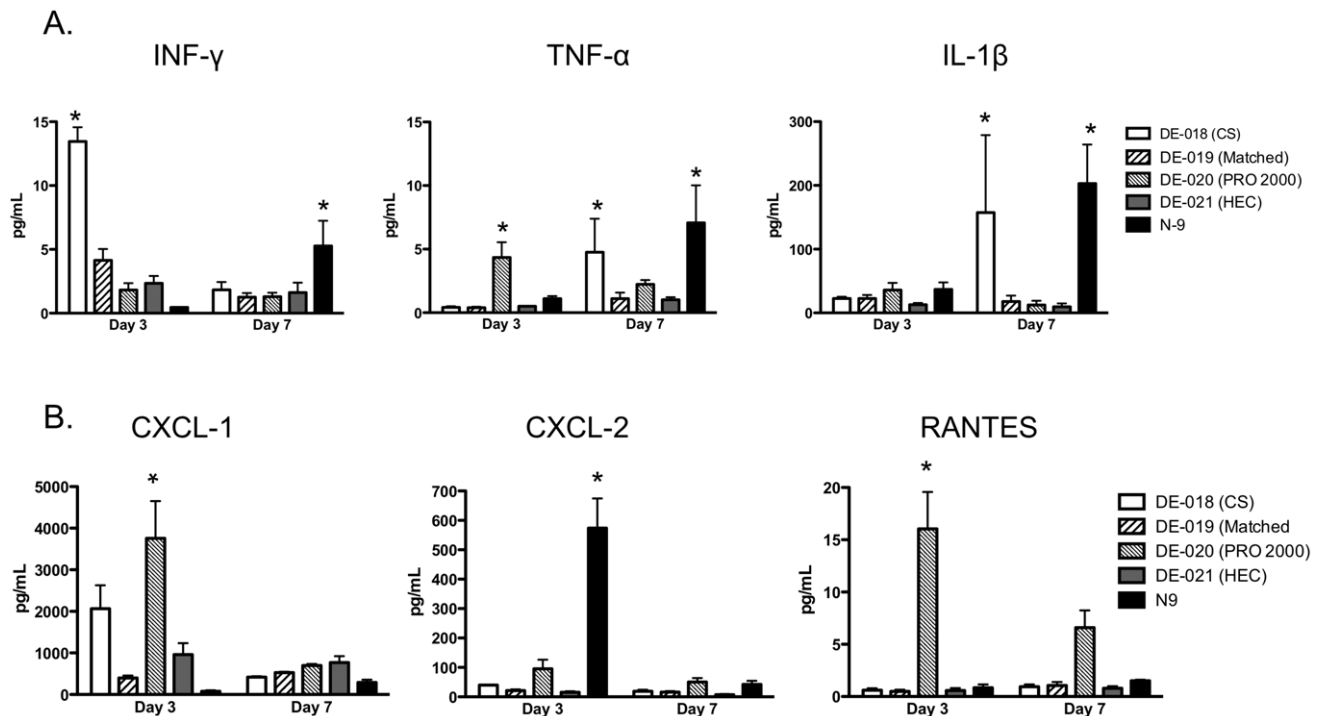 A.
INF-γ TNF-α IL-1β
15
10
5
0
pg/mL
* *
Day 3 Day 7
15
10
5
0
pg/mL
* * *
Day 3 Day 7
300
200
100
0
pg/mL
* *
Day 3 Day 7
DE-018 (CS)
DE-019 (Matched)
DE-020 (PRO 2000)
DE-021 (HEC)
N-9
B.
CXCL-1 CXCL-2 RANTES
5000
4000
3000
2000
1000
0
pg/mL
*
Day 3 Day 7
700
600
500
400
300
200
100
0
pg/mL
*
Day 3 Day 7
20
15
10
5
0
pg/mL
*
Day 3 Day 7
DE-018 (CS)
DE-019 (Matched
DE-020 (PRO 2000)
DE-021 (HEC)
N9